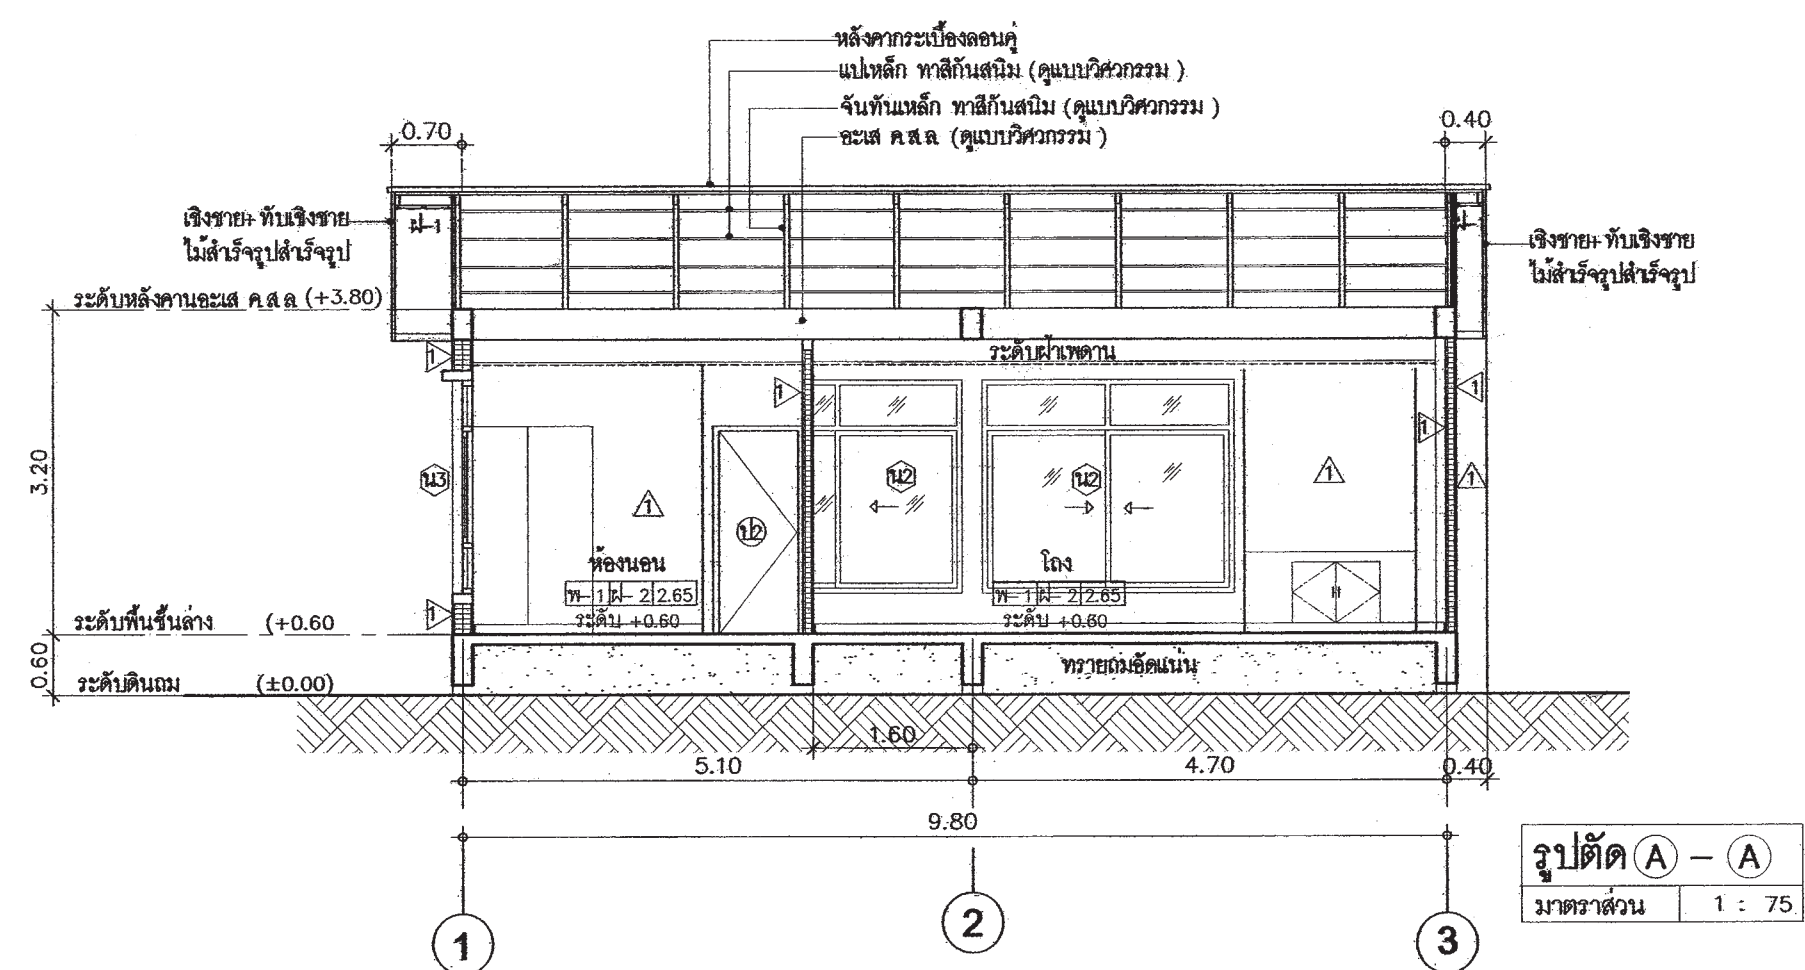 หลังคากระเบื้องลอนคู่
แปเหล็ก ทาสีกันสนิม (ดูแบบวิศวกรรม )
จันทันเหล็ก ทาสีกันสนิม (ดูแบบวิศวกรรม )
อะเส ค.ส.ล (ดูแบบวิศวกรรม )
0.70
0.40
เชิงชาย+ ทับเชิงชาย
ไม้สำเร็จรูปสำเร็จรูป
ฝ-1
เชิงชาย+ ทับเชิงชาย
ไม้สำเร็จรูปสำเร็จรูป
ระดับหลังคานอะเส ค.ส.ล (+3.80)
ระดับฝ้าเพดาน
1
1
1
1
3.20
น3
น2
น2
1
1
1
ป2
ห้องนอน
โถง
พ-1 ฝ-2 2.65
พ-1 ฝ-2 2.65
1
ระดับ +0.60
ระดับ +0.60
ระดับพื้นชั้นล่าง (+0.60
0.60
ทรายถมอัดแน่น
ระดับดินถม (±0.00)
1.60
5.10
4.70
0.40
9.80
1
2
3
รูปตัด A - A
มาตราส่วน 1 : 75